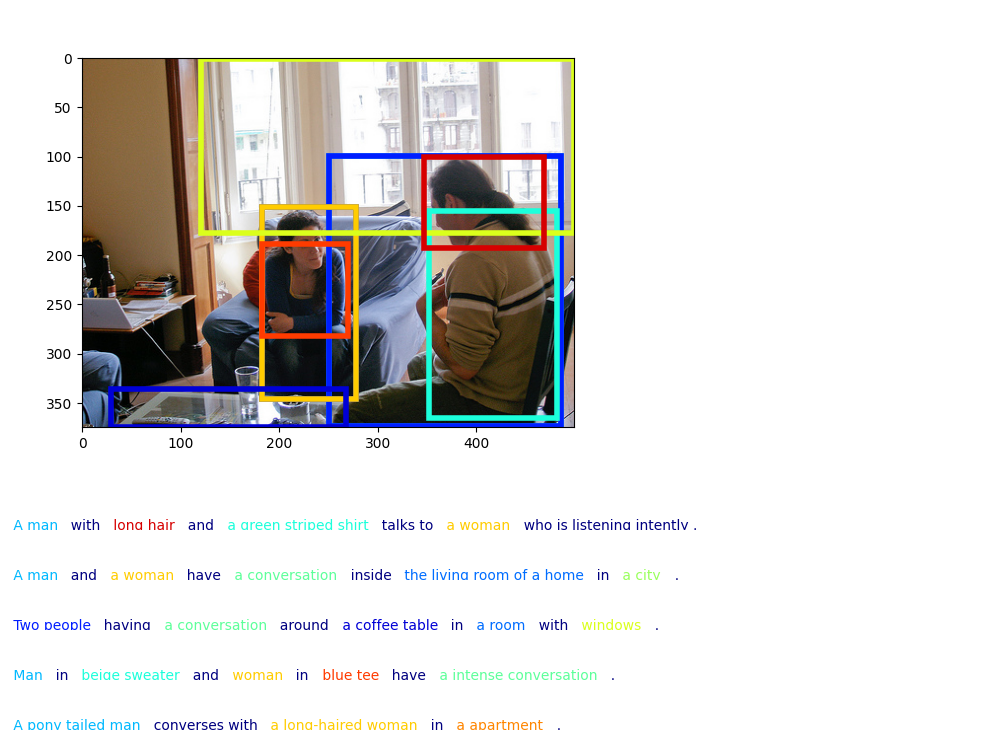 0
50
100
150
200
250
300
350
0 100 200 300 400
A man with long hair and a green striped shirt talks to a woman who is listening intently .
A man and a woman have a conversation inside the living room of a home in a city .
Two people having a conversation around a coffee table in a room with windows .
Man in beige sweater and woman in blue tee have a intense conversation .
A pony tailed man converses with a long-haired woman in a apartment .